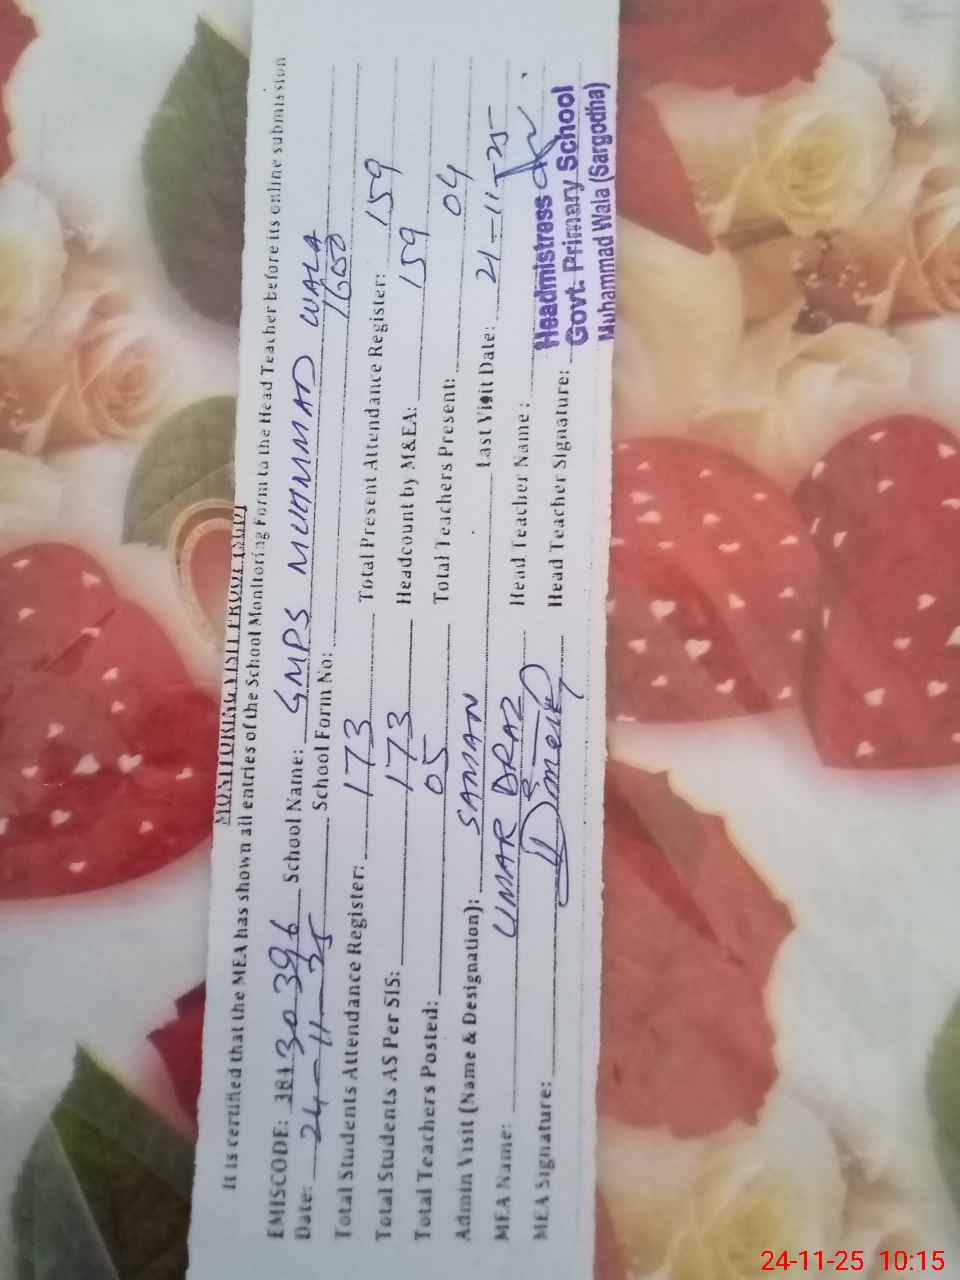 MONITORING VISIT PROOF (SGD)
It is certified that the MEA has shown all entries of the School Monitoring Form to the Head Teacher before its online submission
EMISCODE: 38130396 School Name: GMPS MUHMMAD WALA
Date: 24-11-25 School Form No:
Total Students Attendance Register: 173 Total Present Attendance Register: 159
Total Students AS Per SIS: 173 Headcount by M&EA: 159
Total Teachers Posted: 05 Total Teachers Present: 04
Admin Visit (Name & Designation): SAMAN Last Visit Date: 21-11-25
MEA Name: UMAR DRAZ Head Teacher Name:
MEA Signature: Head Teacher Signature:
Headmistress
Govt. Primary School
Muhammad Wala (Sargodha)
24-11-25 10:15